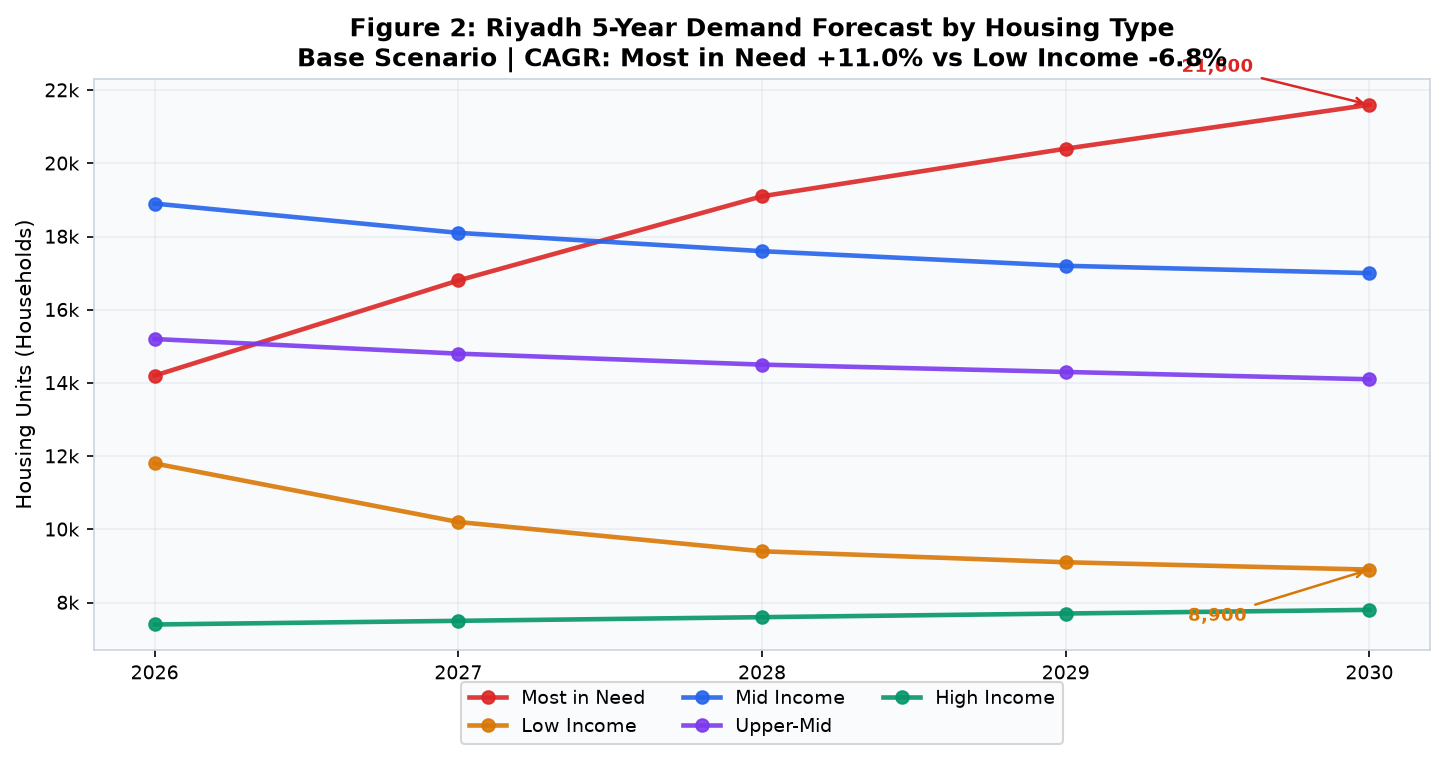 Figure 2: Riyadh 5-Year Demand Forecast by Housing Type
Base Scenario | CAGR: Most in Need +11.0% vs Low Income -6.8%
21,600
Housing Units (Households)
22k
20k
18k
16k
14k
12k
10k
8k
8,900
2026
2027
2028
2029
2030
Most in Need
Low Income
Mid Income
Upper-Mid
High Income